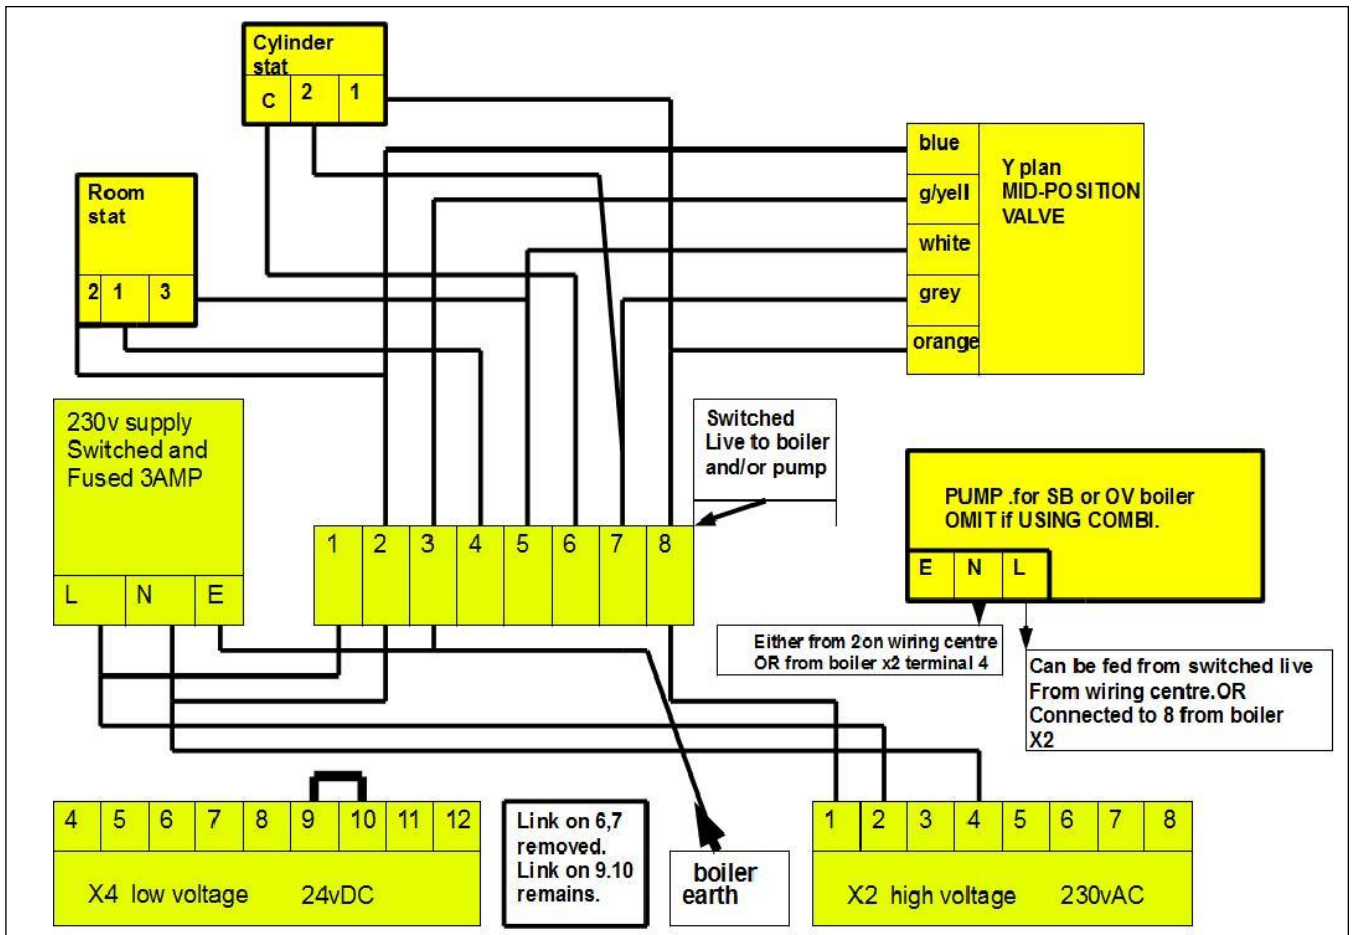 Cylinder
stat
C 2 1
blue
g/yell
white
grey
orange
Y plan
MID-POSITION
VALVE
Room
stat
2 1 3
230v supply
Switched and
Fused 3AMP
L N E
Switched
Live to boiler
and/or pump
1 2 3 4 5 6 7 8
PUMP .for SB or OV boiler
OMIT if USING COMBI.
E N L
Either from 2on wiring centre
OR from boiler x2 terminal 4
Can be fed from switched live
From wiring centre.OR
Connected to 8 from boiler
X2
4 5 6 7 8 9 10 11 12
X4 low voltage 24vDC
Link on 6,7
removed.
Link on 9.10
remains.
boiler
earth
1 2 3 4 5 6 7 8
X2 high voltage 230vAC